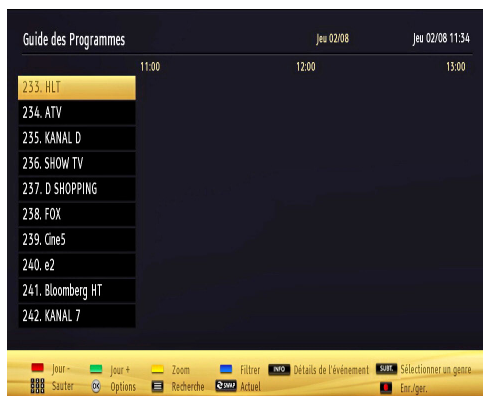 Guide des Programmes Jeu 02/08 Jeu 02/08 11:34
11:00 12:00 13:00
233. HLT
234. ATV
235. KANAL D
236. SHOW TV
237. D SHOPPING
238. FOX
239. Cine5
240. e2
241. Bloomberg HT
242. KANAL 7
Jour - Jour + Zoom Filtrer INFO Détails de l'événement SUBT. Sélectionner un genre
Sauter OK Options Recherche SWAP Actuel Enr./ger.